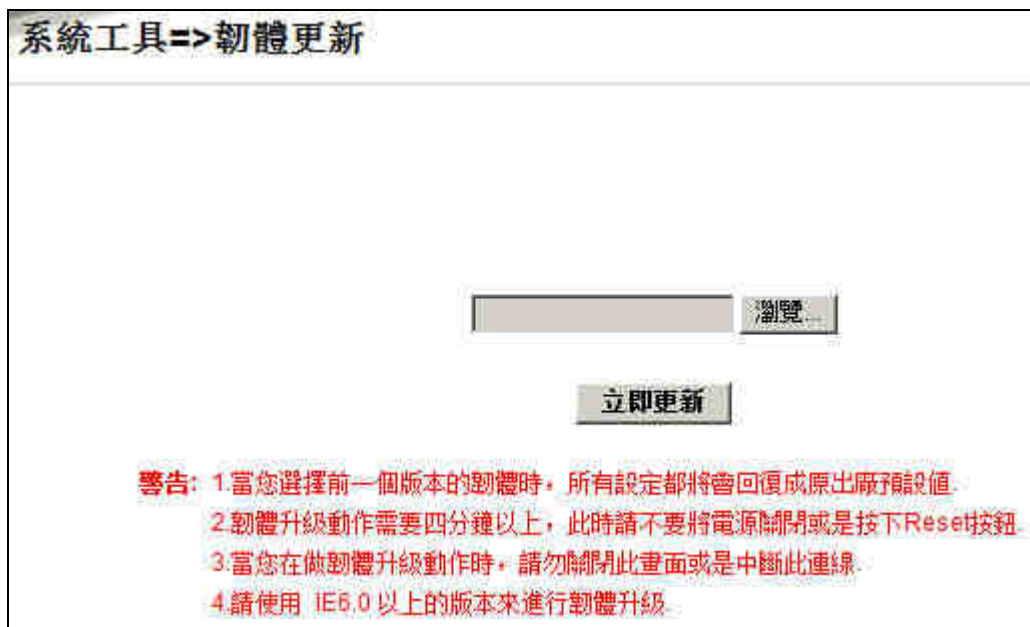 系統工具=>韌體更新
瀏覽...
立即更新
警告: 1.當您選擇前一個版本的韌體時，所有設定都將會回復成原出廠預設值.
2.韌體升級動作需要四分鐘以上，此時請不要將電源關閉或是按下Reset按鈕.
3.當您在做韌體升級動作時，請勿關閉此畫面或是中斷此連線.
4.請使用 IE6.0 以上的版本來進行韌體升級.